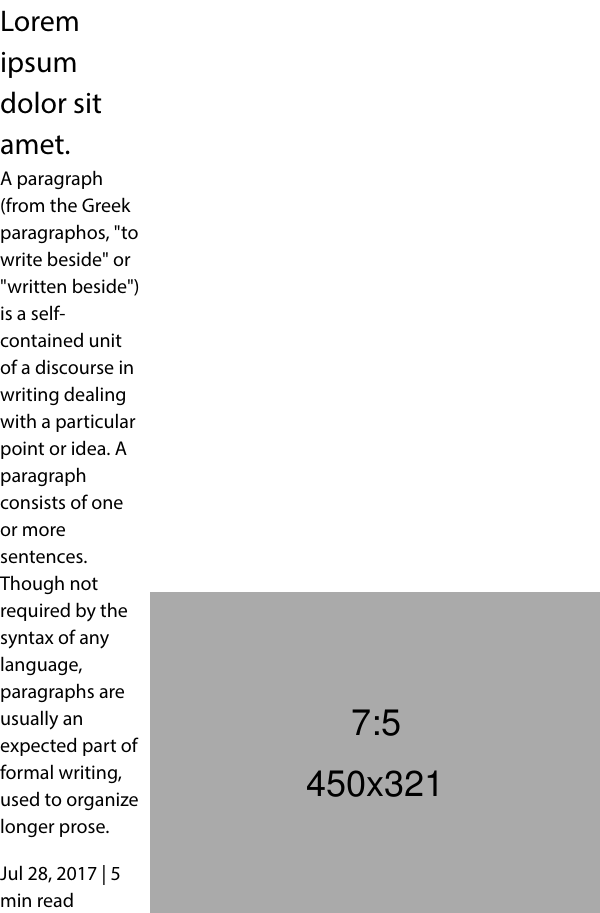 Lorem
ipsum
dolor sit
amet.
A paragraph
(from the Greek
paragraphos, "to
write beside" or
"written beside")
is a self-
contained unit
of a discourse in
writing dealing
with a particular
point or idea. A
paragraph
consists of one
or more
sentences.
Though not
required by the
syntax of any
language,
paragraphs are
usually an
expected part of
formal writing,
used to organize
longer prose.
Jul 28, 2017 | 5
min read
7:5
450x321